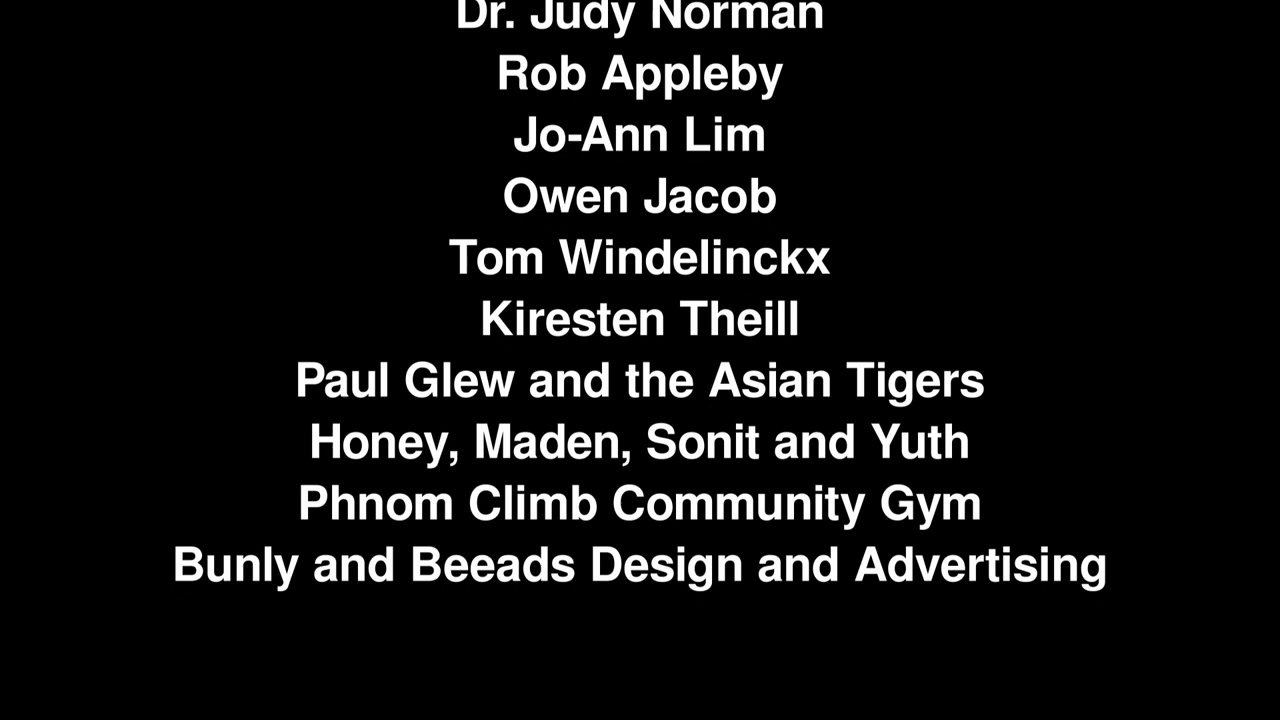 Dr. Judy Norman
Rob Appleby
Jo-Ann Lim
Owen Jacob
Tom Windelinckx
Kiresten Theill
Paul Glew and the Asian Tigers
Honey, Maden, Sonit and Yuth
Phnom Climb Community Gym
Bunly and Beeads Design and Advertising